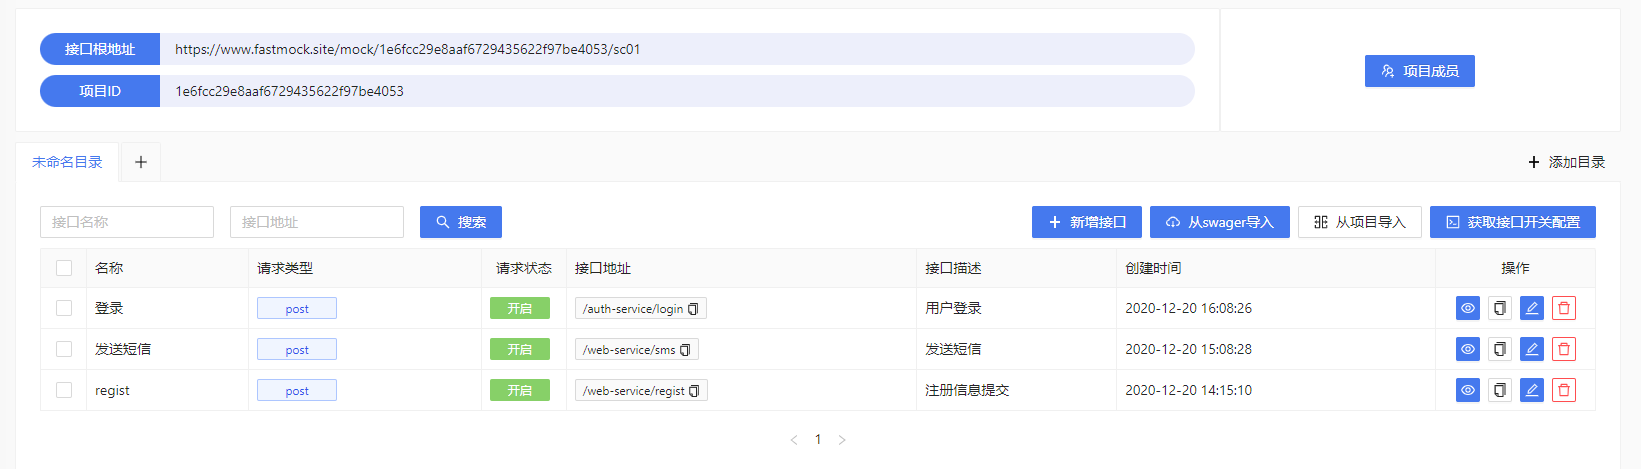 接口根地址 https://www.fastmock.site/mock/1e6fcc29e8aaf6729435622f97be4053/sc01
项目ID 1e6fcc29e8aaf6729435622f97be4053
项目成员
未命名目录
添加目录
接口名称 接口地址 搜索 新增接口 从swager导入 从项目导入 获取接口开关配置
名称 请求类型 请求状态 接口地址 接口描述 创建时间 操作
登录 post 开启 /auth-service/login 用户登录 2020-12-20 16:08:26
发送短信 post 开启 /web-service/sms 发送短信 2020-12-20 15:08:28
regist post 开启 /web-service/regist 注册信息提交 2020-12-20 14:15:10
1